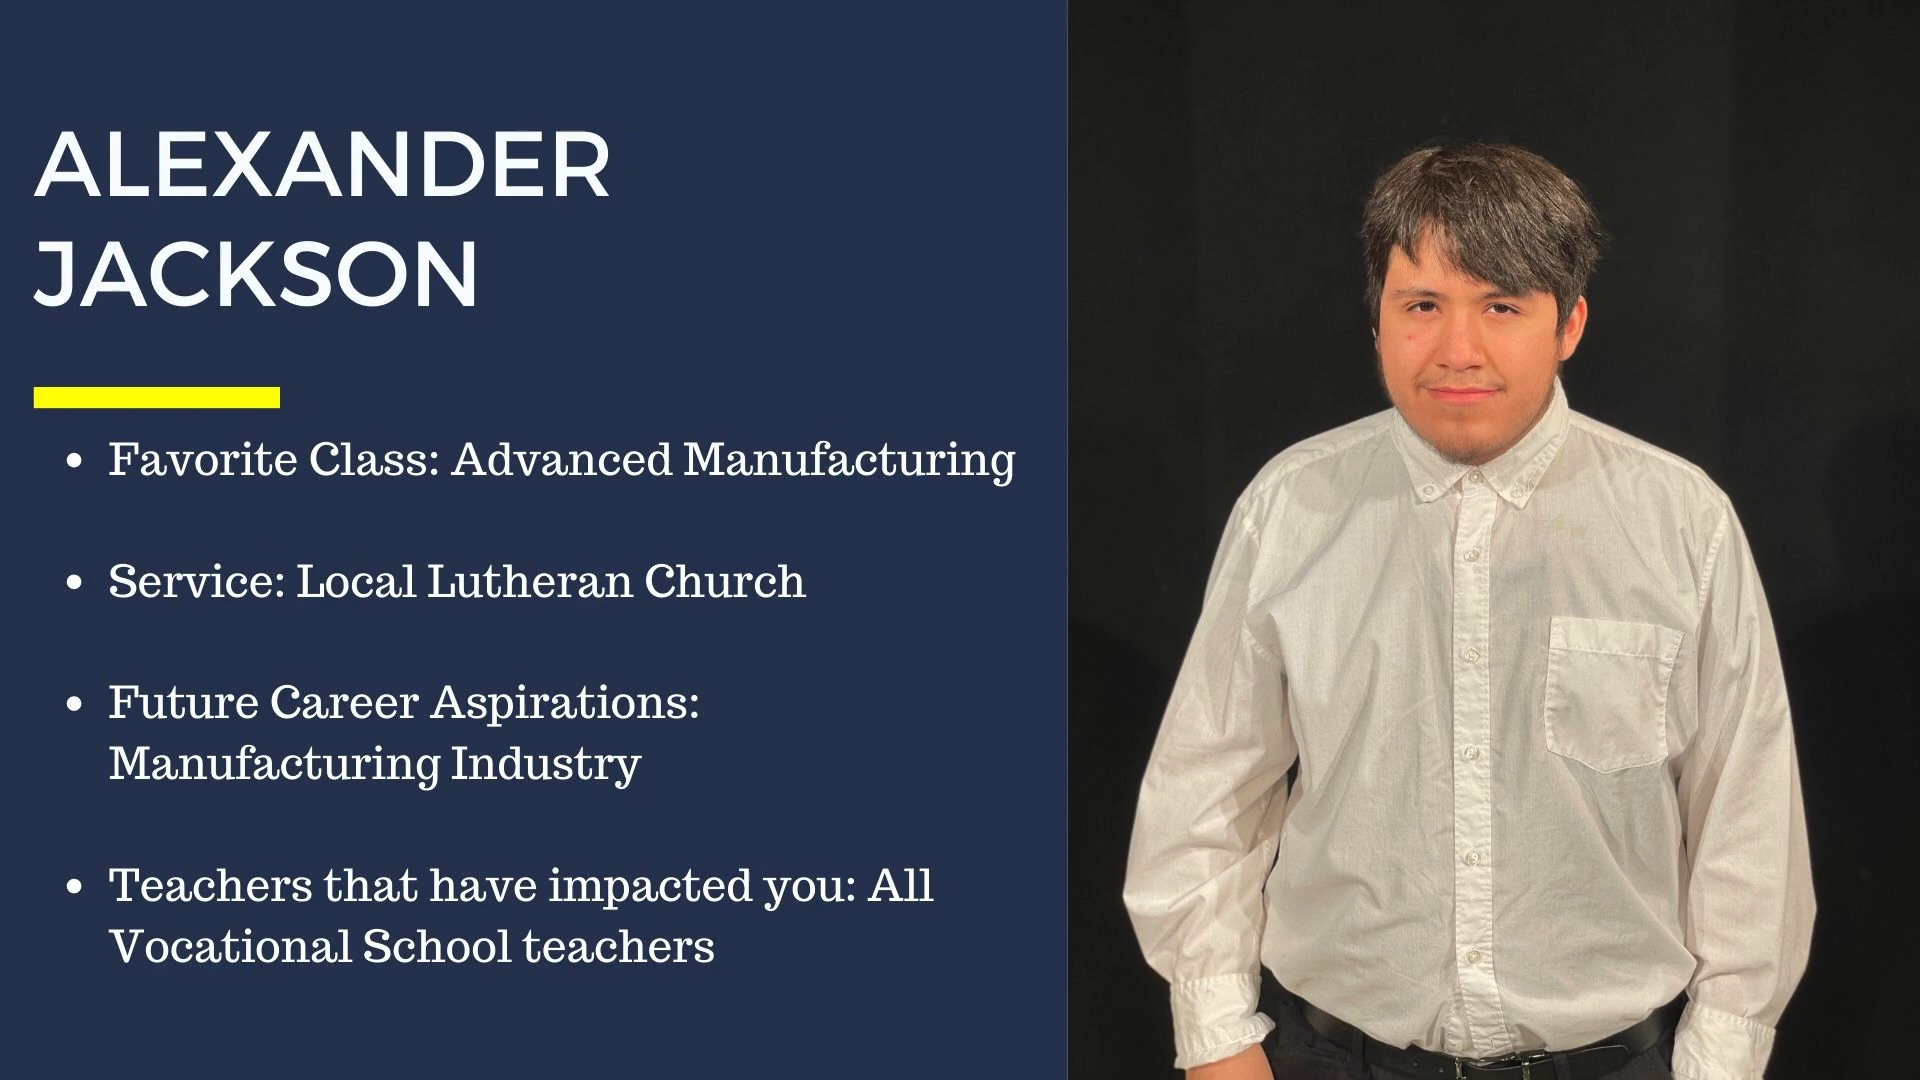 ALEXANDER
JACKSON
• Favorite Class: Advanced Manufacturing
• Service: Local Lutheran Church
• Future Career Aspirations:
Manufacturing Industry
• Teachers that have impacted you: All
Vocational School teachers